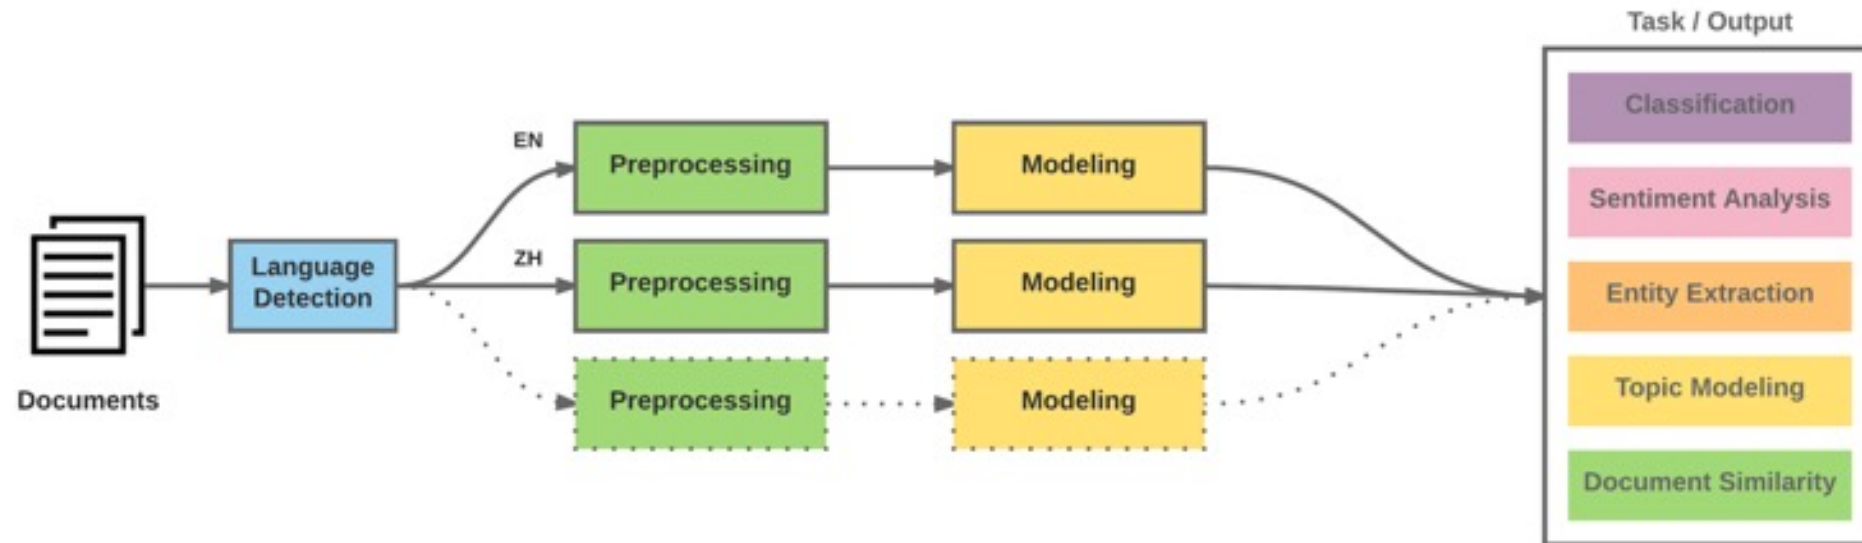 Task / Output
Classification
EN
Preprocessing
Modeling
Sentiment Analysis
ZH
Language
Detection
Preprocessing
Modeling
Entity Extraction
Documents
Preprocessing
Modeling
Topic Modeling
Document Similarity